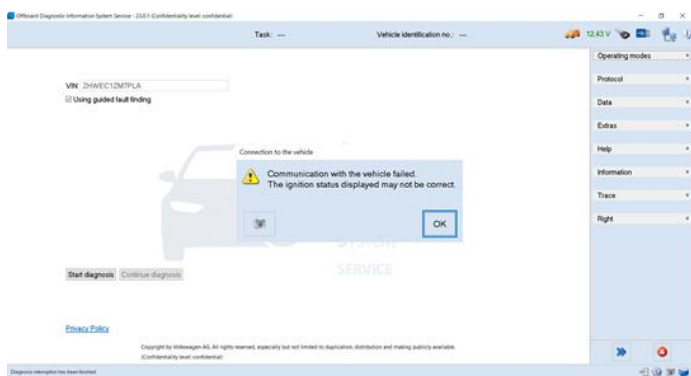 Offboard Diagnostic Information System Service - 23.0.1 (Confidentiality level: confidential)
Task: --- Vehicle identification no.: --- 12.43 V
Operating modes
VIN: ZHWEC1ZM7PLA
Using guided fault finding
Protocol
Data
Extras
Help
Information
Trace
Right
Connection to the vehicle
Communication with the vehicle failed.
The ignition status displayed may not be correct.
OK
SYSTEM
SERVICE
Start diagnosis Continue diagnosis
Privacy Policy
Copyright by Volkswagen AG. All rights reserved, especially but not limited to duplication, distribution and making publicly available.
(Confidentiality level: confidential)
Diagnosis interruption has been finished.